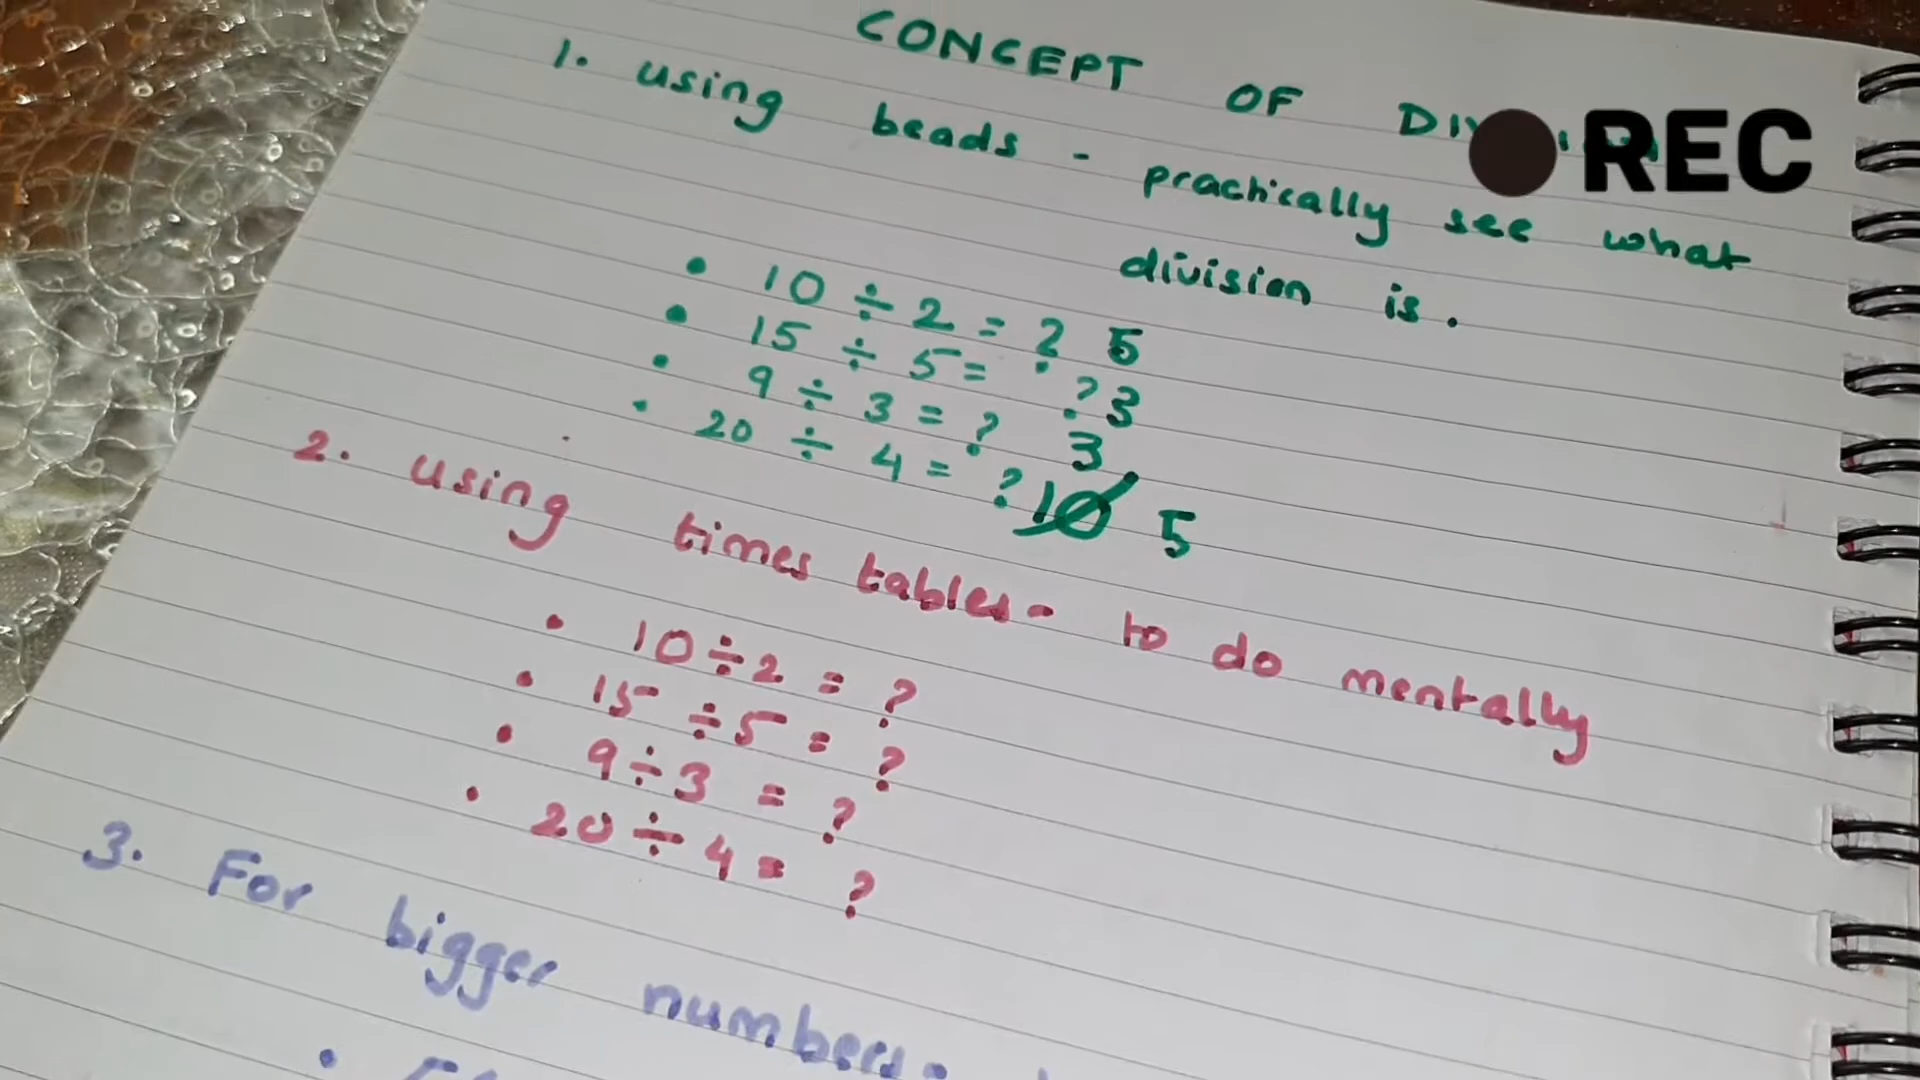 CONCEPT OF
REC
1. using beads - practically see what
division is.
• 10 ÷ 2 = ? 5
• 15 ÷ 5 = ? 3
• 9 ÷ 3 = ? 3
• 20 ÷ 4 = ? 10 5
2. using times tables - to do mentally
• 10 ÷ 2 = ?
• 15 ÷ 5 = ?
• 9 ÷ 3 = ?
• 20 ÷ 4 = ?
3. For bigger numbers -